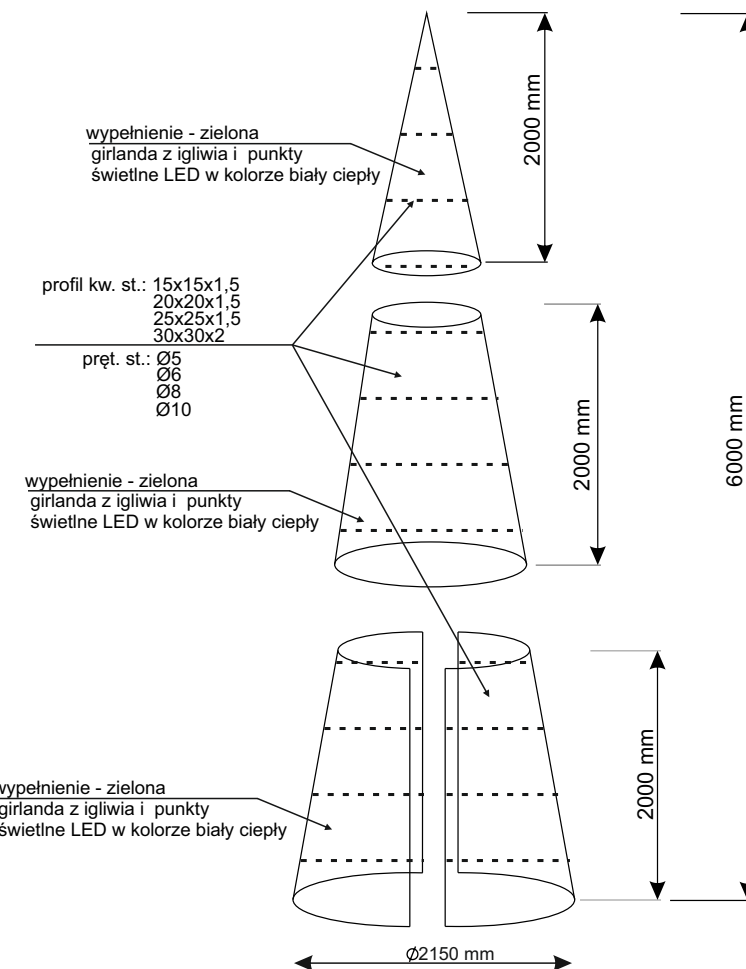 2000 mm
6000 mm
wypełnienie - zielona
girlanda z igliwia i punkty
świetlne LED w kolorze biały ciepły
profil kw. st.: 15x15x1,5
20x20x1,5
25x25x1,5
30x30x2
pręt. st.: Ø5
Ø6
Ø8
Ø10
2000 mm
wypełnienie - zielona
girlanda z igliwia i punkty
świetlne LED w kolorze biały ciepły
2000 mm
wypełnienie - zielona
girlanda z igliwia i punkty
świetlne LED w kolorze biały ciepły
Ø2150 mm